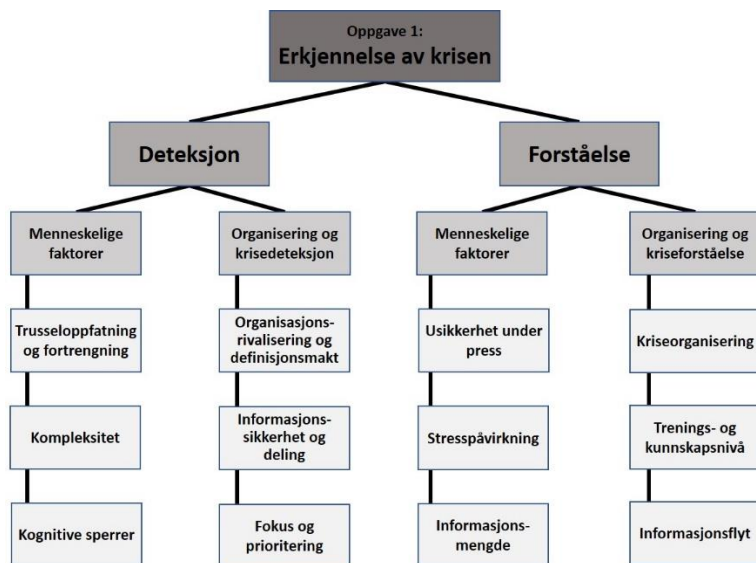 Oppgave 1:
Erkjennelse av krisen
Deteksjon
Forståelse
Menneskelige
faktorer
Organisering og
krisedeteksjon
Menneskelige
faktorer
Organisering og
kriseforståelse
Trusseloppfatning
og fortrengning
Organisasjons-
rivalisering og
definisjonsmakt
Usikkerhet under
press
Kriseorganisering
Kompleksitet
Informasjons-
sikkerhet og
deling
Stresspåvirkning
Trenings- og
kunnskapsnivå
Kognitive sperrer
Fokus og
prioritering
Informasjons-
mengde
Informasjonsflyt